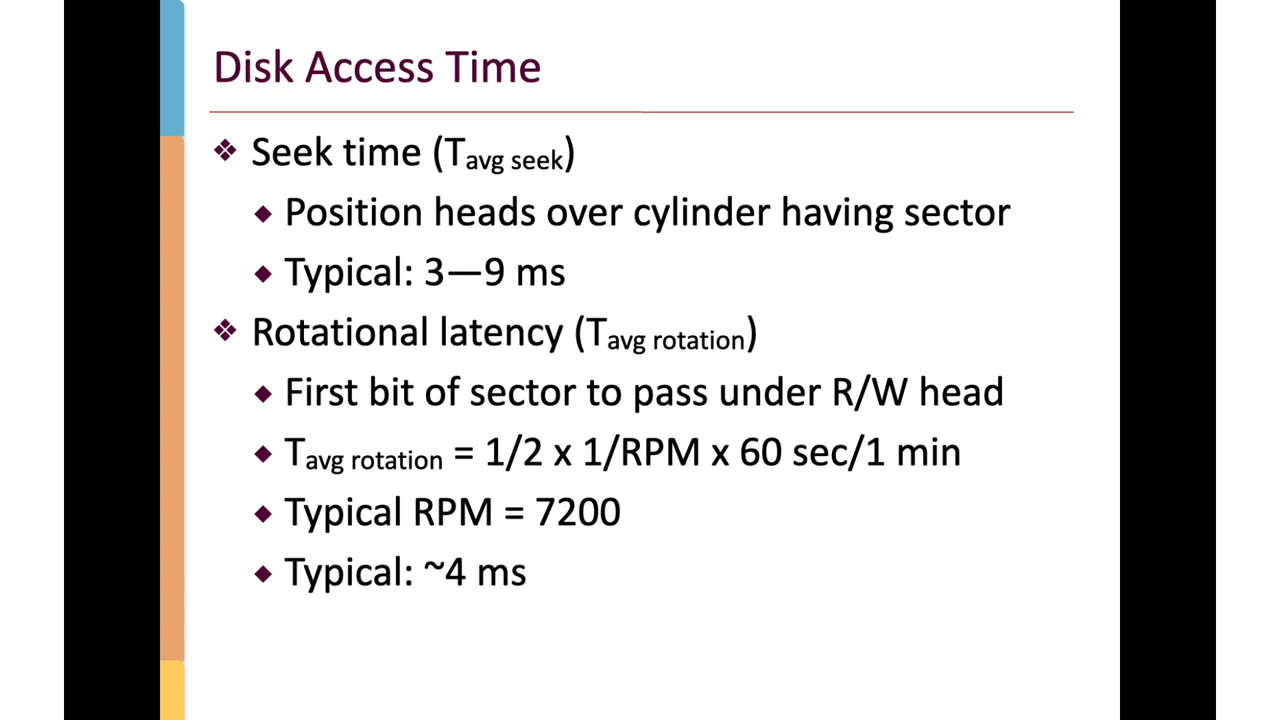 Disk Access Time
❖ Seek time (Tavg seek)
◆ Position heads over cylinder having sector
◆ Typical: 3—9 ms
❖ Rotational latency (Tavg rotation)
◆ First bit of sector to pass under R/W head
◆ Tavg rotation = 1/2 x 1/RPM x 60 sec/1 min
◆ Typical RPM = 7200
◆ Typical: ~4 ms